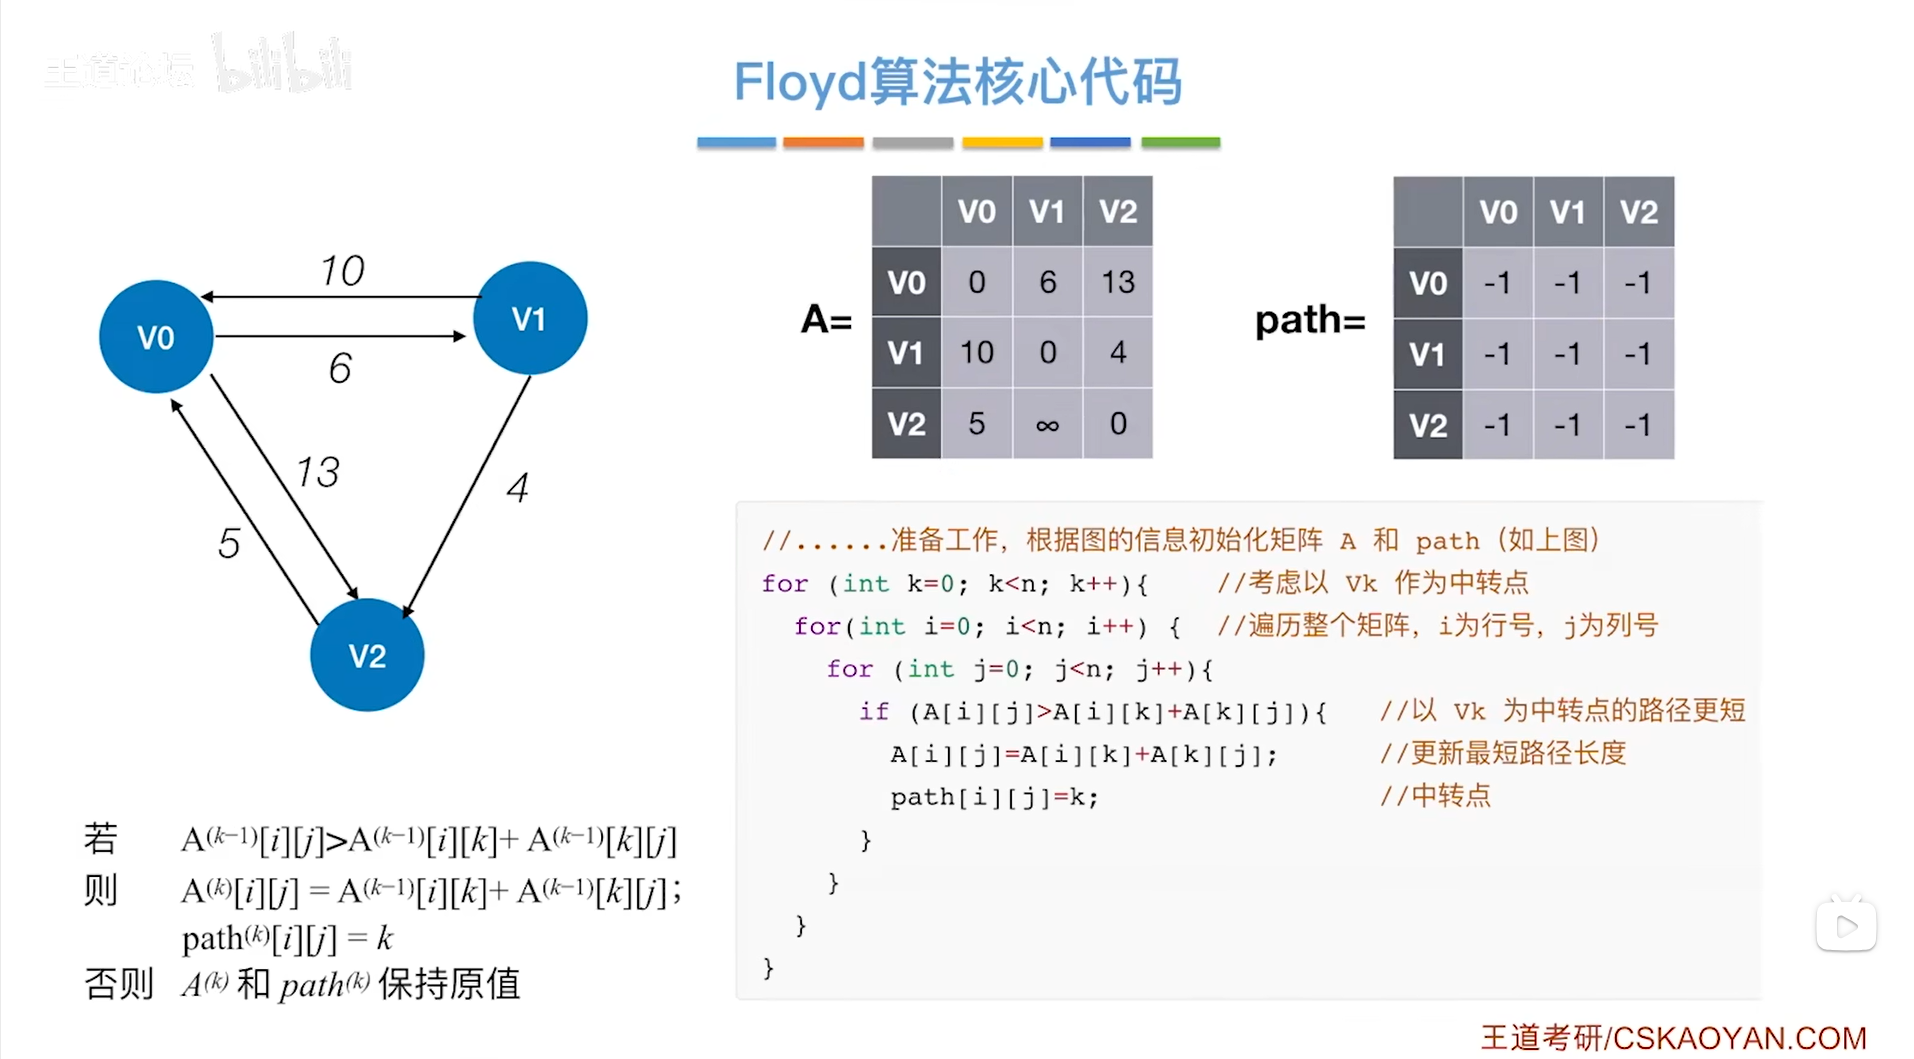 王道论坛 bilibili
Floyd算法核心代码
V0 V1 V2
V0 0 6 13
A= V1 10 0 4
V2 5 ∞ 0
V0 V1 V2
V0 -1 -1 -1
path= V1 -1 -1 -1
V2 -1 -1 -1
10
V0 V1
6
13
5 4
V2
//......准备工作，根据图的信息初始化矩阵 A 和 path（如上图）
for (int k=0; k<n; k++){ //考虑以 Vk 作为中转点
for(int i=0; i<n; i++) { //遍历整个矩阵，i为行号，j为列号
for (int j=0; j<n; j++){
if (A[i][j]>A[i][k]+A[k][j]){ //以 Vk 为中转点的路径更短
A[i][j]=A[i][k]+A[k][j]; //更新最短路径长度
path[i][j]=k; //中转点
}
}
}
}
若 A⁽ᵏ⁻¹⁾[i][j]>A⁽ᵏ⁻¹⁾[i][k]+ A⁽ᵏ⁻¹⁾[k][j]
则 A⁽ᵏ⁾[i][j] = A⁽ᵏ⁻¹⁾[i][k]+ A⁽ᵏ⁻¹⁾[k][j]；
path⁽ᵏ⁾[i][j] = k
否则 A⁽ᵏ⁾ 和 path⁽ᵏ⁾ 保持原值
王道考研/CSKAOYAN.COM